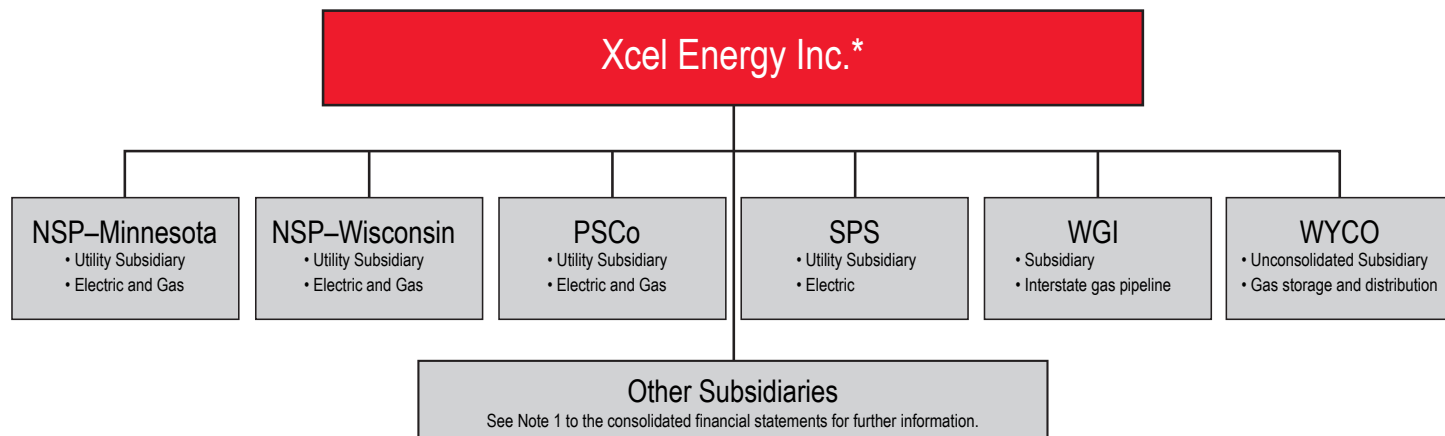 Xcel Energy Inc.*
NSP–Minnesota
• Utility Subsidiary
• Electric and Gas
NSP–Wisconsin
• Utility Subsidiary
• Electric and Gas
PSCo
• Utility Subsidiary
• Electric and Gas
SPS
• Utility Subsidiary
• Electric
WGI
• Subsidiary
• Interstate gas pipeline
WYCO
• Unconsolidated Subsidiary
• Gas storage and distribution
Other Subsidiaries
See Note 1 to the consolidated financial statements for further information.